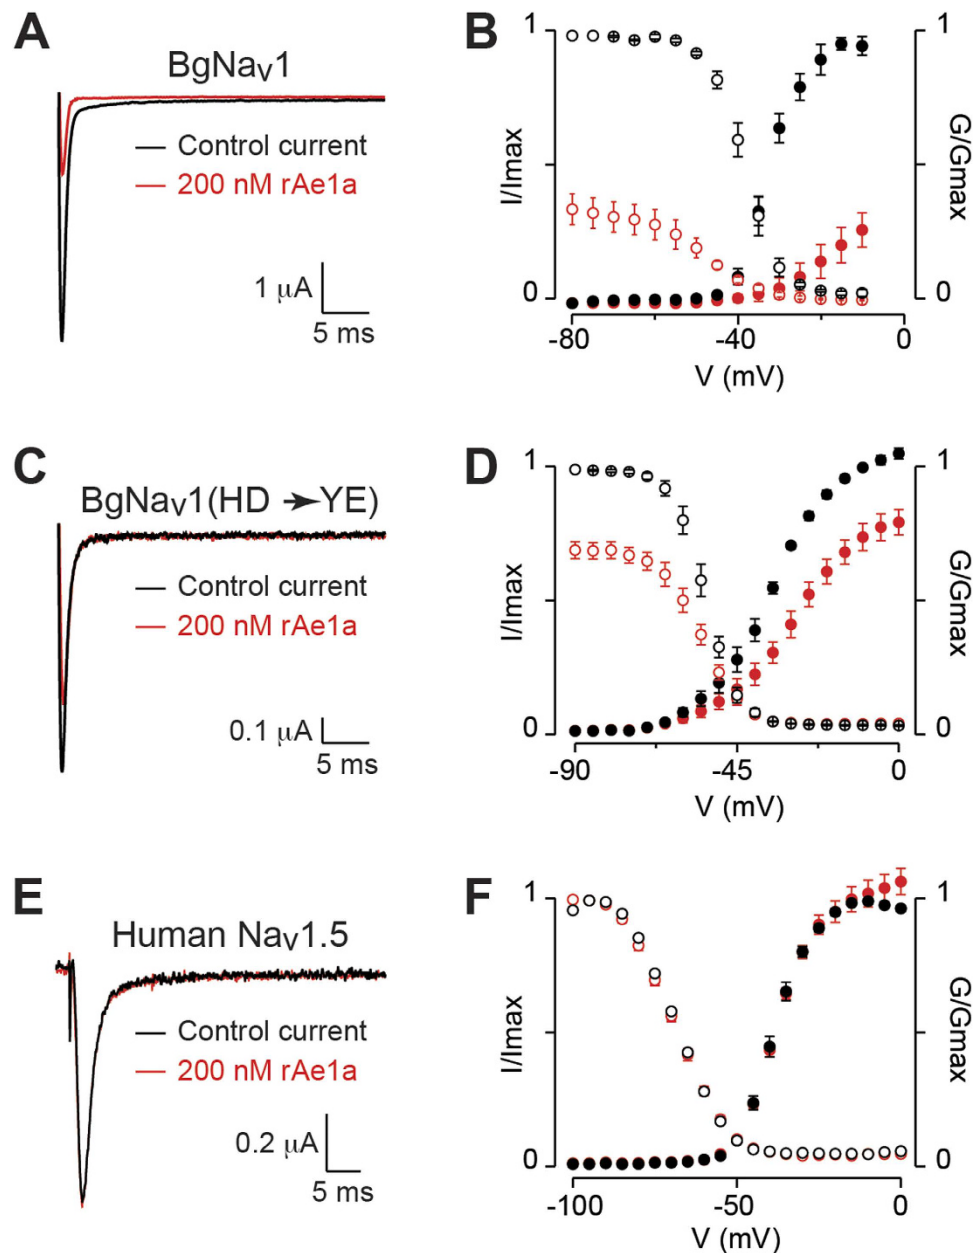 A
BgNav1
— Control current
— 200 nM rAe1a
1 μA
5 ms
B
1
0
I/Imax
1
0
G/Gmax
-80
-40
0
V (mV)
C
BgNav1(HD →YE)
— Control current
— 200 nM rAe1a
0.1 μA
5 ms
D
1
0
I/Imax
1
0
G/Gmax
-90
-45
0
V (mV)
E
Human Nav1.5
— Control current
— 200 nM rAe1a
0.2 μA
5 ms
F
1
0
I/Imax
1
0
G/Gmax
-100
-50
0
V (mV)